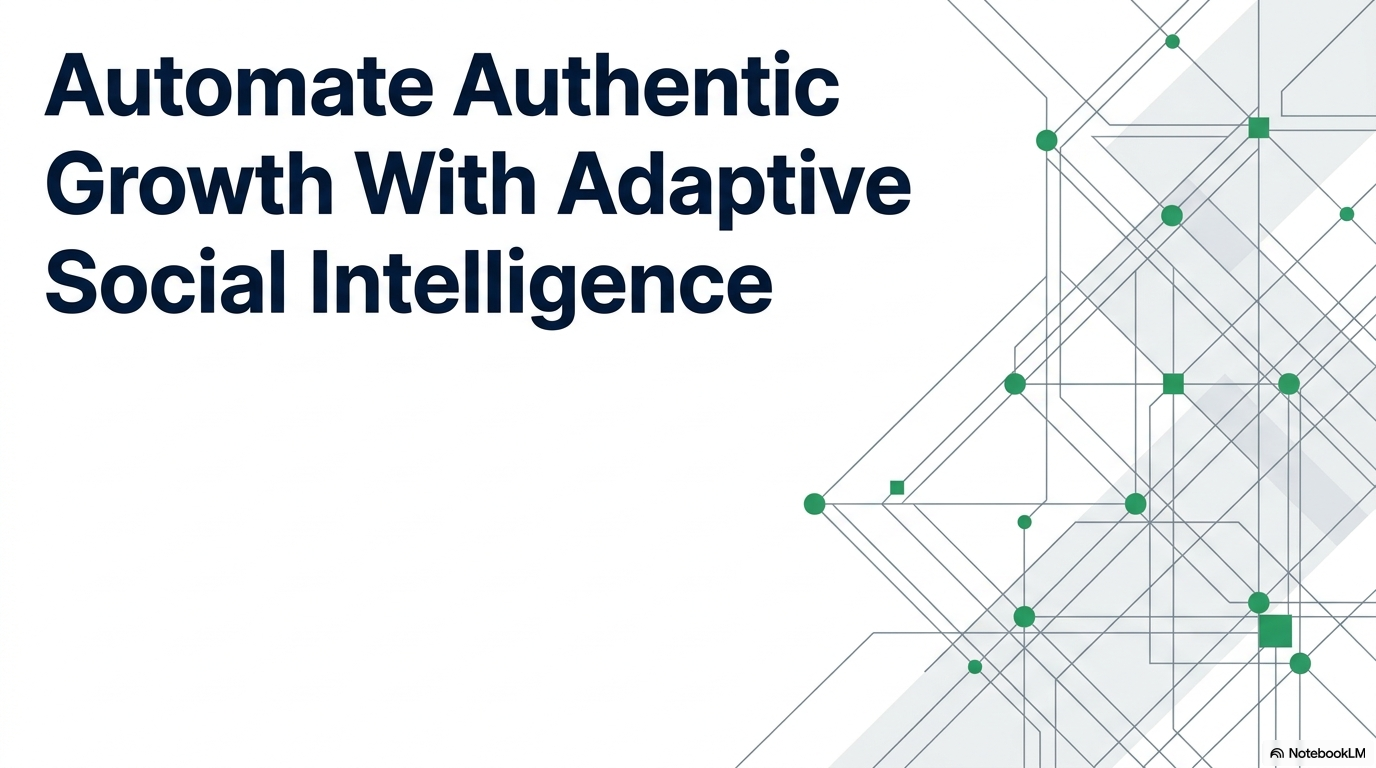 Automate Authentic
Growth With Adaptive
Social Intelligence
NotebookLM